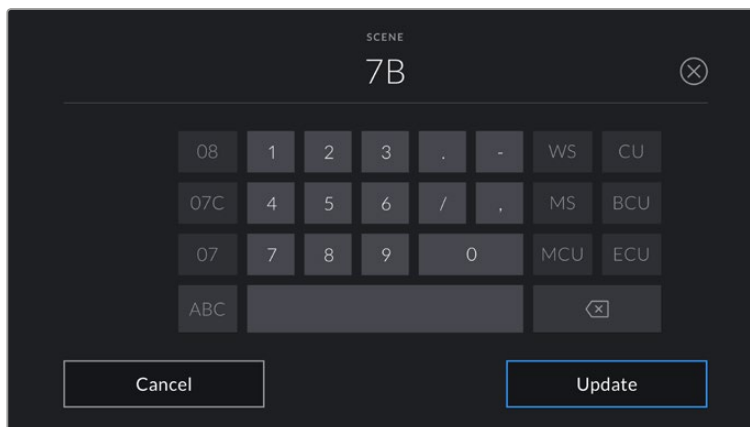 SCENE
7B
08 1 2 3 . - WS CU
07C 4 5 6 / , MS BCU
07 7 8 9 0 MCU ECU
ABC
Cancel Update